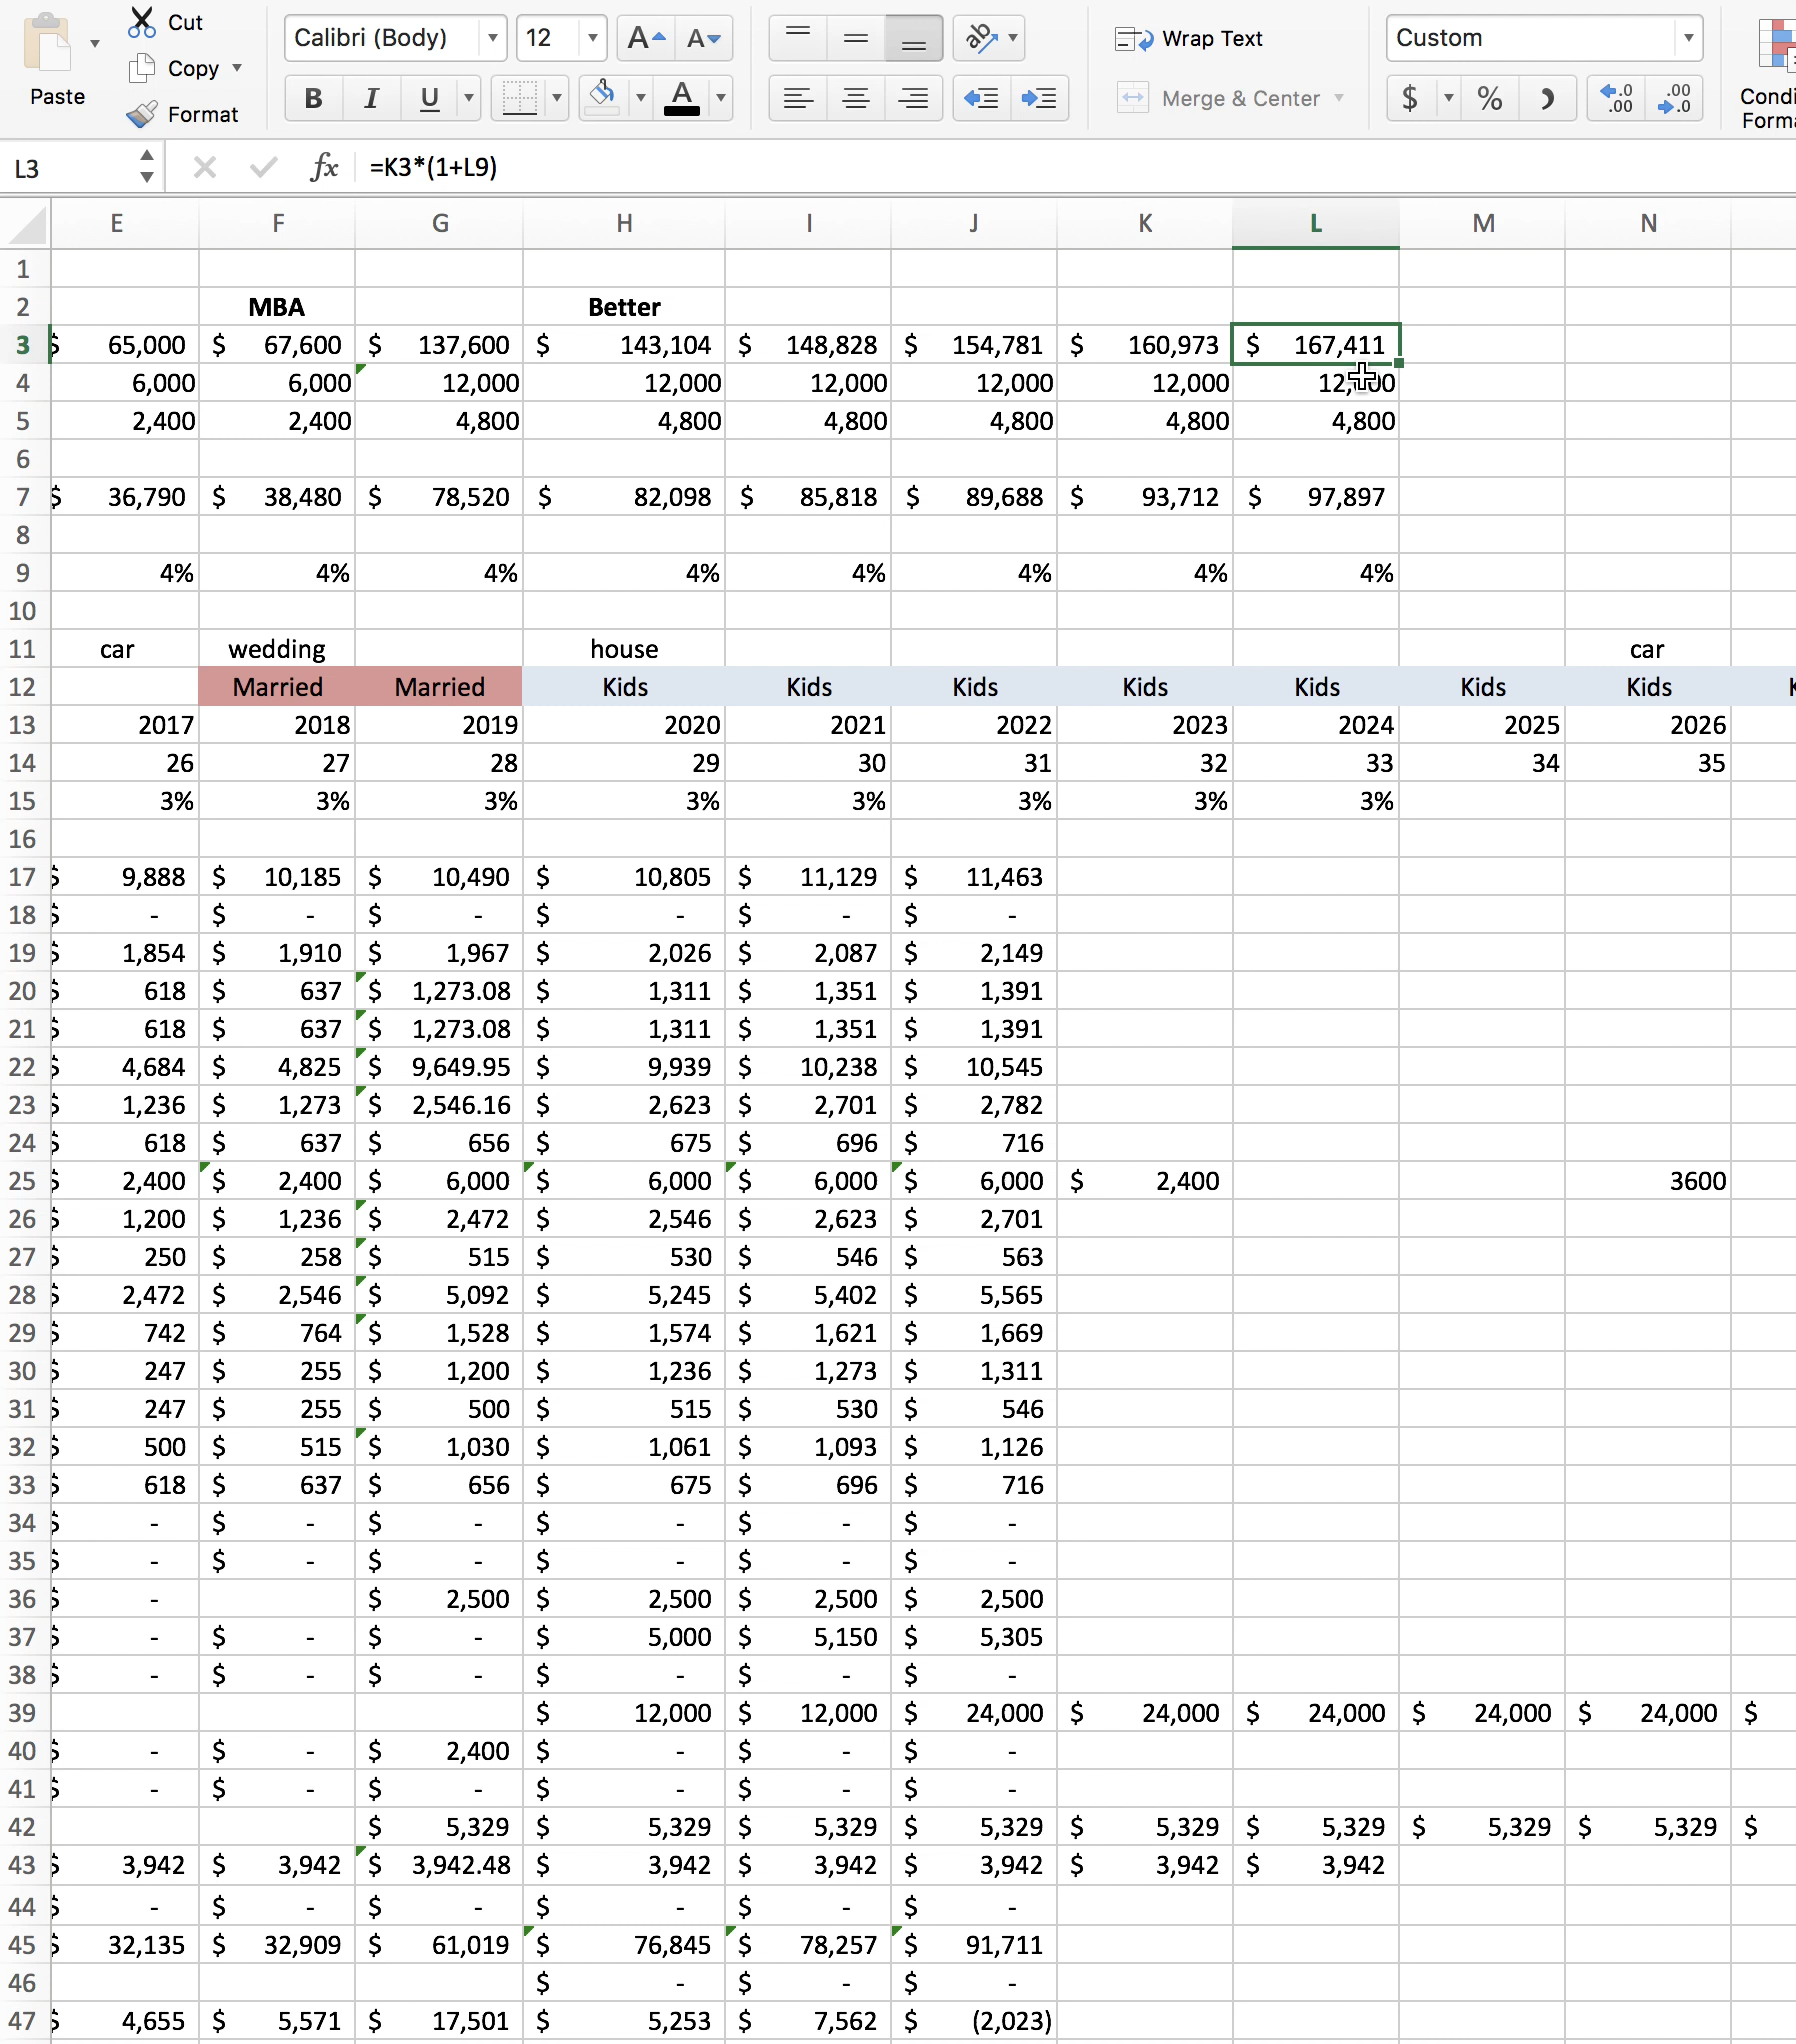 Cut
Copy
Paste
Format
Calibri (Body) 12 A A
B I U A
ab
Wrap Text
Merge & Center
Custom
$ % .0 .00 .00 .0
L3 fx =K3*(1+L9)
E F G H I J K L M N
1
2 MBA Better
3 $ 65,000 $ 67,600 $ 137,600 $ 143,104 $ 148,828 $ 154,781 $ 160,973 $ 167,411
4 6,000 6,000 12,000 12,000 12,000 12,000 12,000
5 2,400 2,400 4,800 4,800 4,800 4,800 4,800 4,800
6
7 $ 36,790 $ 38,480 $ 78,520 $ 82,098 $ 85,818 $ 89,688 $ 93,712 $ 97,897
8
9 4% 4% 4% 4% 4% 4% 4% 4%
10
11 car wedding house car
12 Married Married Kids Kids Kids Kids Kids Kids Kids
13 2017 2018 2019 2020 2021 2022 2023 2024 2025 2026
14 26 27 28 29 30 31 32 33 34 35
15 3% 3% 3% 3% 3% 3% 3% 3%
16
17 $ 9,888 $ 10,185 $ 10,490 $ 10,805 $ 11,129 $ 11,463
18 $ - $ - $ - $ - $ - $ -
19 $ 1,854 $ 1,910 $ 1,967 $ 2,026 $ 2,087 $ 2,149
20 $ 618 $ 637 $ 1,273.08 $ 1,311 $ 1,351 $ 1,391
21 $ 618 $ 637 $ 1,273.08 $ 1,311 $ 1,351 $ 1,391
22 $ 4,684 $ 4,825 $ 9,649.95 $ 9,939 $ 10,238 $ 10,545
23 $ 1,236 $ 1,273 $ 2,546.16 $ 2,623 $ 2,701 $ 2,782
24 $ 618 $ 637 $ 656 $ 675 $ 696 $ 716
25 $ 2,400 $ 2,400 $ 6,000 $ 6,000 $ 6,000 $ 6,000 $ 2,400 3600
26 $ 1,200 $ 1,236 $ 2,472 $ 2,546 $ 2,623 $ 2,701
27 $ 250 $ 258 $ 515 $ 530 $ 546 $ 563
28 $ 2,472 $ 2,546 $ 5,092 $ 5,245 $ 5,402 $ 5,565
29 $ 742 $ 764 $ 1,528 $ 1,574 $ 1,621 $ 1,669
30 $ 247 $ 255 $ 1,200 $ 1,236 $ 1,273 $ 1,311
31 $ 247 $ 255 $ 500 $ 515 $ 530 $ 546
32 $ 500 $ 515 $ 1,030 $ 1,061 $ 1,093 $ 1,126
33 $ 618 $ 637 $ 656 $ 675 $ 696 $ 716
34 $ - $ - $ - $ - $ - $ -
35 $ - $ - $ - $ - $ - $ -
36 $ - $ 2,500 $ 2,500 $ 2,500 $ 2,500
37 $ - $ - $ - $ 5,000 $ 5,150 $ 5,305
38 $ - $ - $ - $ - $ - $ -
39 $ 12,000 $ 12,000 $ 24,000 $ 24,000 $ 24,000 $ 24,000 $ 24,000 $
40 $ - $ - $ 2,400 $ - $ - $ -
41 $ - $ - $ - $ - $ - $ -
42 $ 5,329 $ 5,329 $ 5,329 $ 5,329 $ 5,329 $ 5,329 $ 5,329 $ 5,329 $
43 $ 3,942 $ 3,942 $ 3,942.48 $ 3,942 $ 3,942 $ 3,942 $ 3,942 $ 3,942
44 $ - $ - $ - $ - $ - $ -
45 $ 32,135 $ 32,909 $ 61,019 $ 76,845 $ 78,257 $ 91,711
46 $ - $ - $ -
47 $ 4,655 $ 5,571 $ 17,501 $ 5,253 $ 7,562 $ (2,023)